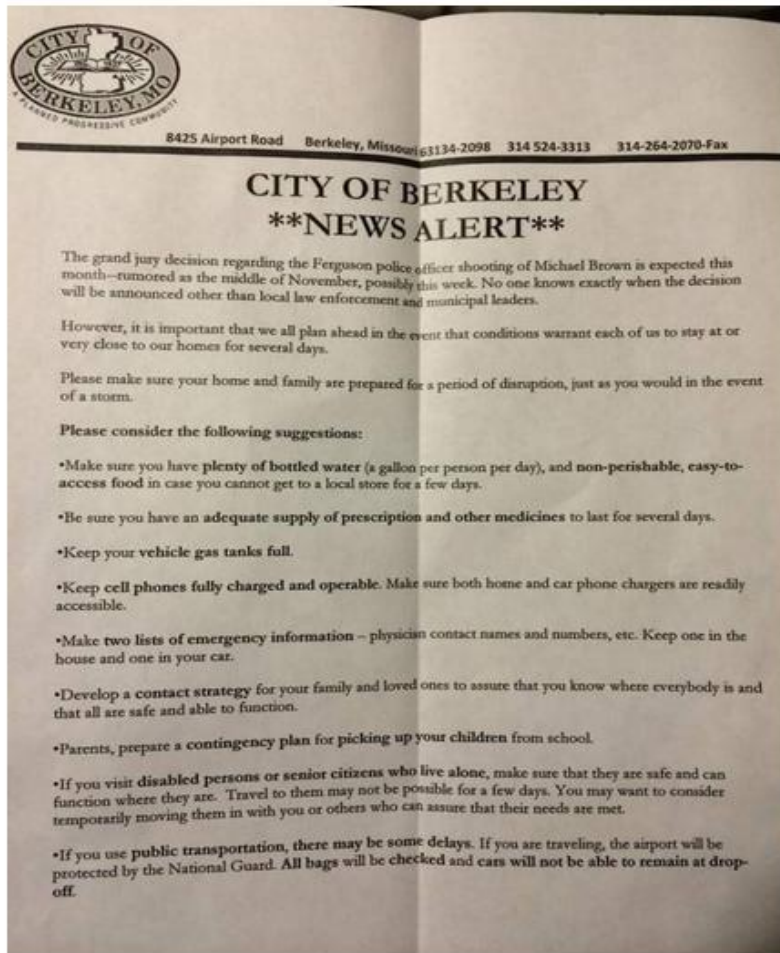 CITY OF
BERKELEY, MO
A PLANNED PROGRESSIVE COMMUNITY
8425 Airport Road Berkeley, Missouri 63134-2098 314 524-3313 314-264-2070-Fax
CITY OF BERKELEY
**NEWS ALERT**
The grand jury decision regarding the Ferguson police officer shooting of Michael Brown is expected this
month–rumored as the middle of November, possibly this week. No one knows exactly when the decision
will be announced other than local law enforcement and municipal leaders.
However, it is important that we all plan ahead in the event that conditions warrant each of us to stay at or
very close to our homes for several days.
Please make sure your home and family are prepared for a period of disruption, just as you would in the event
of a storm.
Please consider the following suggestions:
•Make sure you have plenty of bottled water (a gallon per person per day), and non-perishable, easy-to-
access food in case you cannot get to a local store for a few days.
•Be sure you have an adequate supply of prescription and other medicines to last for several days.
•Keep your vehicle gas tanks full.
•Keep cell phones fully charged and operable. Make sure both home and car phone chargers are readily
accessible.
•Make two lists of emergency information – physician contact names and numbers, etc. Keep one in the
house and one in your car.
•Develop a contact strategy for your family and loved ones to assure that you know where everybody is and
that all are safe and able to function.
•Parents, prepare a contingency plan for picking up your children from school.
•If you visit disabled persons or senior citizens who live alone, make sure that they are safe and can
function where they are. Travel to them may not be possible for a few days. You may want to consider
temporarily moving them in with you or others who can assure that their needs are met.
•If you use public transportation, there may be some delays. If you are traveling, the airport will be
protected by the National Guard. All bags will be checked and cars will not be able to remain at drop-
off.